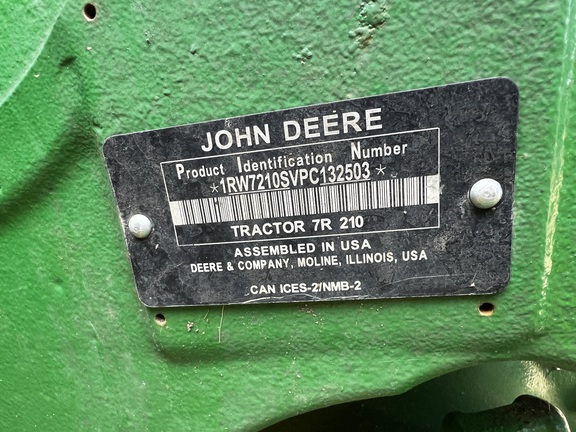 JOHN DEERE
Product Identification Number
*1RW7210SVPC132503*
TRACTOR 7R 210
ASSEMBLED IN USA
DEERE & COMPANY, MOLINE, ILLINOIS, USA
CAN ICES-2/NMB-2